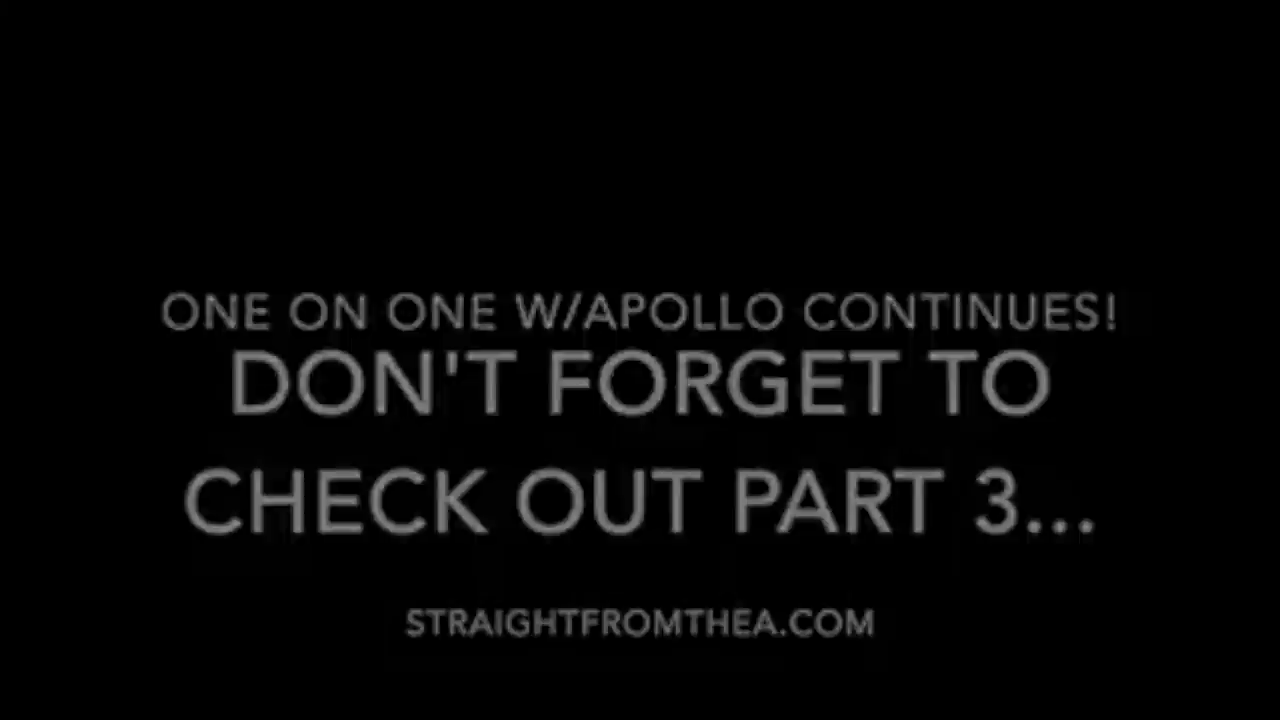 ONE ON ONE W/APOLLO CONTINUES!
DON'T FORGET TO
CHECK OUT PART 3...
STRAIGHTFROMTHEA.COM